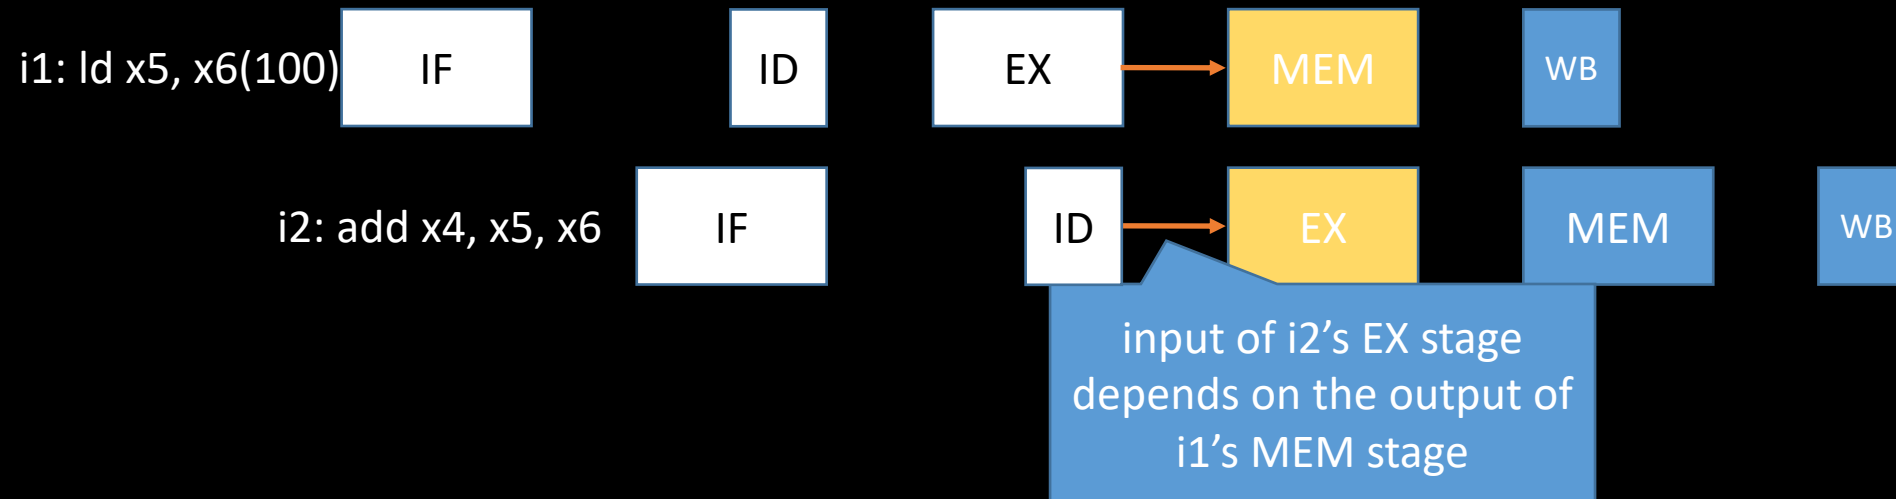 i1: ld x5, x6(100) IF ID EX MEM WB
i2: add x4, x5, x6 IF ID EX MEM WB
input of i2’s EX stage
depends on the output of
i1’s MEM stage